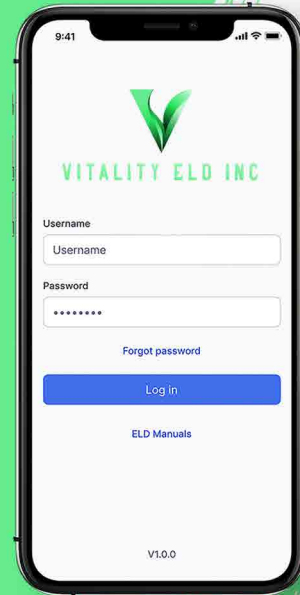 9:41
VITALITY ELD INC
Username
Username
Password
••••••••
Forgot password
Log in
ELD Manuals
V1.0.0